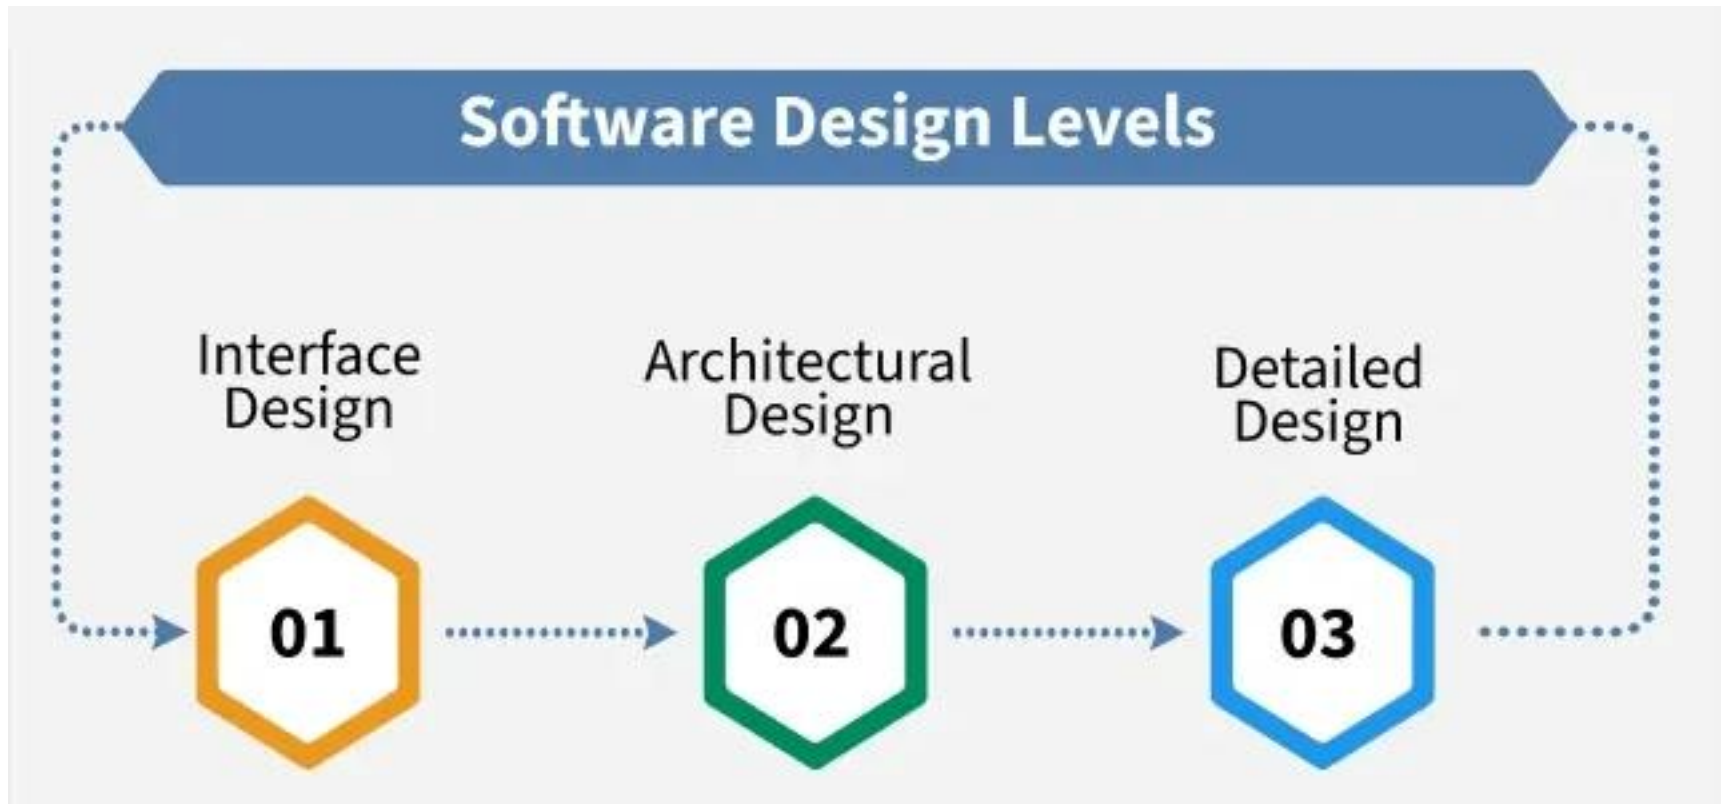 Software Design Levels
Interface
Design
Architectural
Design
Detailed
Design
01
02
03